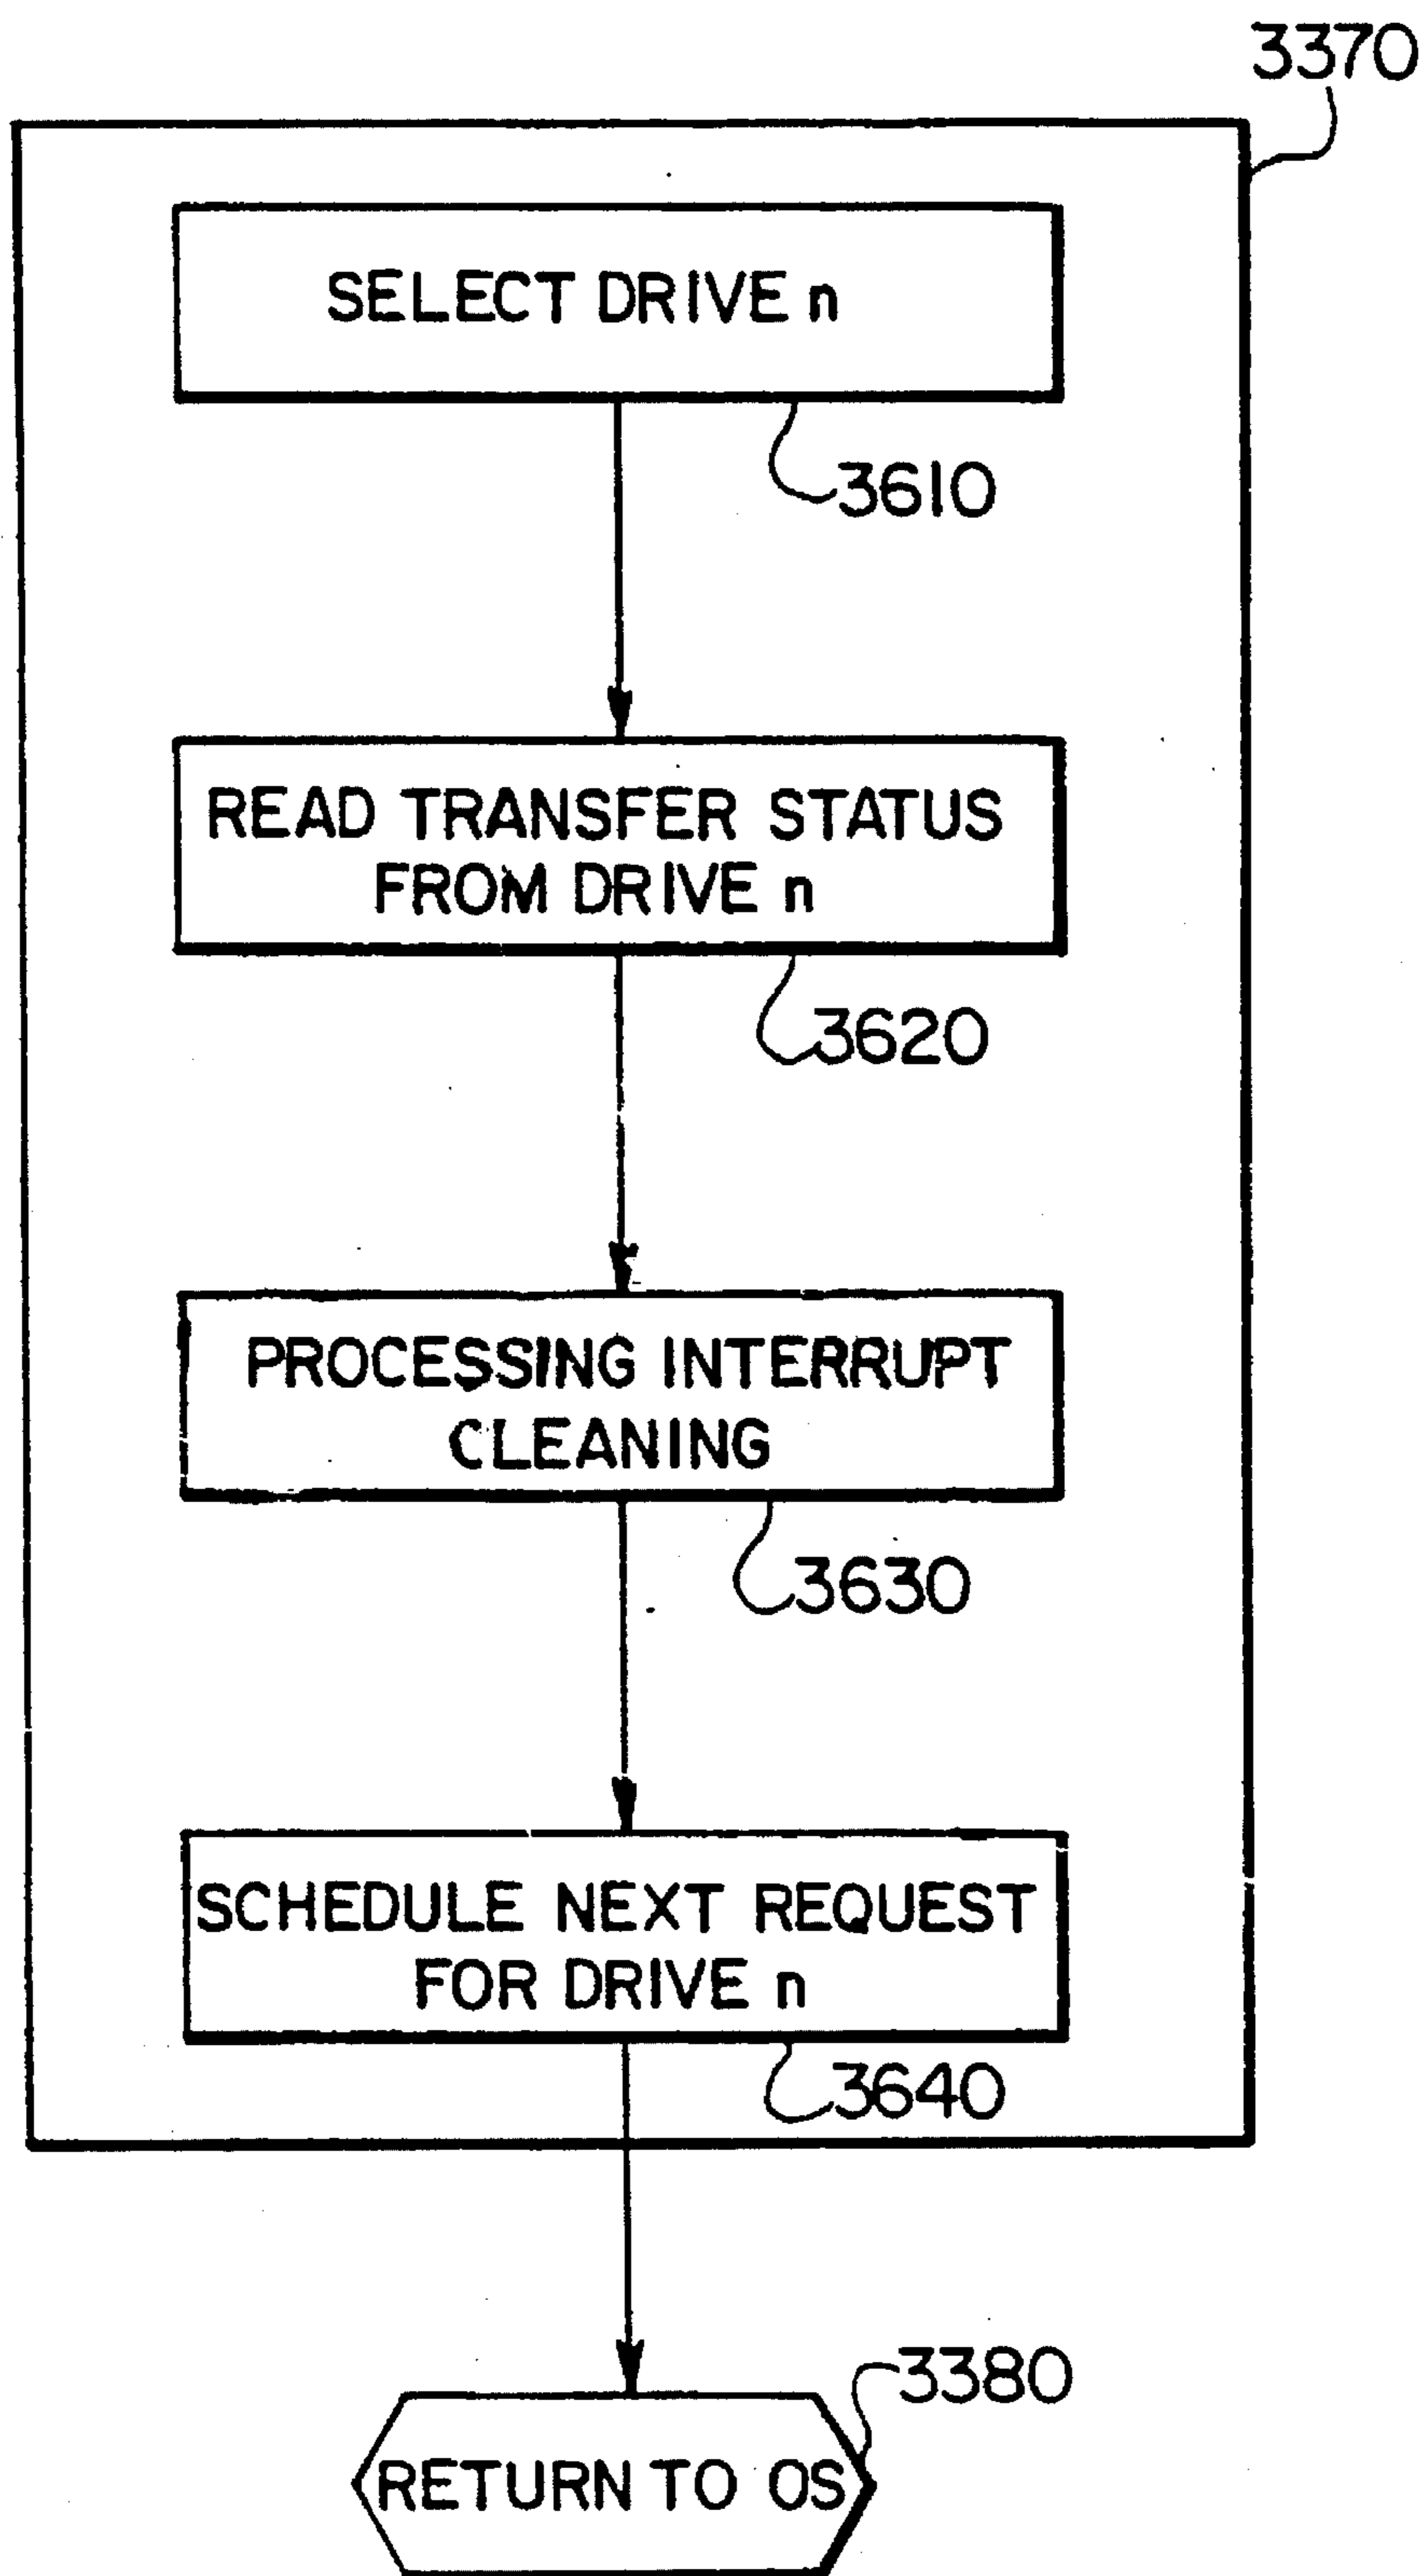 3370
SELECT DRIVE n
3610
READ TRANSFER STATUS
FROM DRIVE n
3620
PROCESSING INTERRUPT
CLEANING
3630
SCHEDULE NEXT REQUEST
FOR DRIVE n
3640
3380
RETURN TO OS